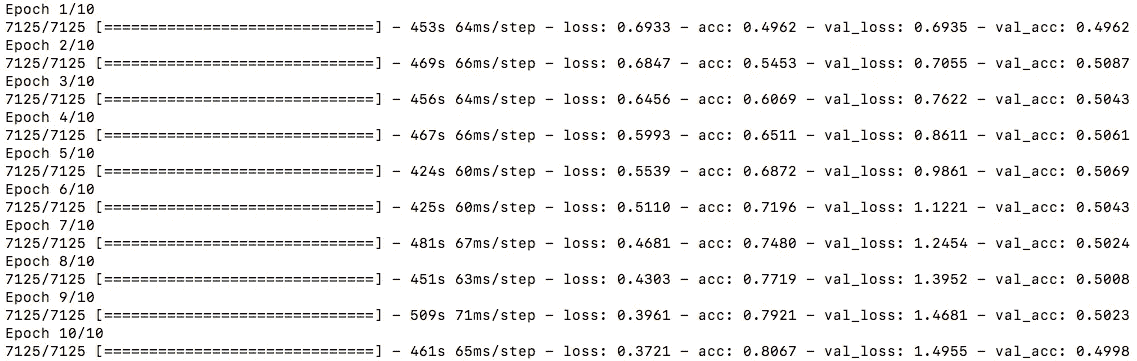 Epoch 1/10
7125/7125 [==============================] - 453s 64ms/step - loss: 0.6933 - acc: 0.4962 - val_loss: 0.6935 - val_acc: 0.4962
Epoch 2/10
7125/7125 [==============================] - 469s 66ms/step - loss: 0.6847 - acc: 0.5453 - val_loss: 0.7055 - val_acc: 0.5087
Epoch 3/10
7125/7125 [==============================] - 456s 64ms/step - loss: 0.6456 - acc: 0.6069 - val_loss: 0.7622 - val_acc: 0.5043
Epoch 4/10
7125/7125 [==============================] - 467s 66ms/step - loss: 0.5993 - acc: 0.6511 - val_loss: 0.8611 - val_acc: 0.5061
Epoch 5/10
7125/7125 [==============================] - 424s 60ms/step - loss: 0.5539 - acc: 0.6872 - val_loss: 0.9861 - val_acc: 0.5069
Epoch 6/10
7125/7125 [==============================] - 425s 60ms/step - loss: 0.5110 - acc: 0.7196 - val_loss: 1.1221 - val_acc: 0.5043
Epoch 7/10
7125/7125 [==============================] - 481s 67ms/step - loss: 0.4681 - acc: 0.7480 - val_loss: 1.2454 - val_acc: 0.5024
Epoch 8/10
7125/7125 [==============================] - 451s 63ms/step - loss: 0.4303 - acc: 0.7719 - val_loss: 1.3952 - val_acc: 0.5008
Epoch 9/10
7125/7125 [==============================] - 509s 71ms/step - loss: 0.3961 - acc: 0.7921 - val_loss: 1.4681 - val_acc: 0.5023
Epoch 10/10
7125/7125 [==============================] - 461s 65ms/step - loss: 0.3721 - acc: 0.8067 - val_loss: 1.4955 - val_acc: 0.4998